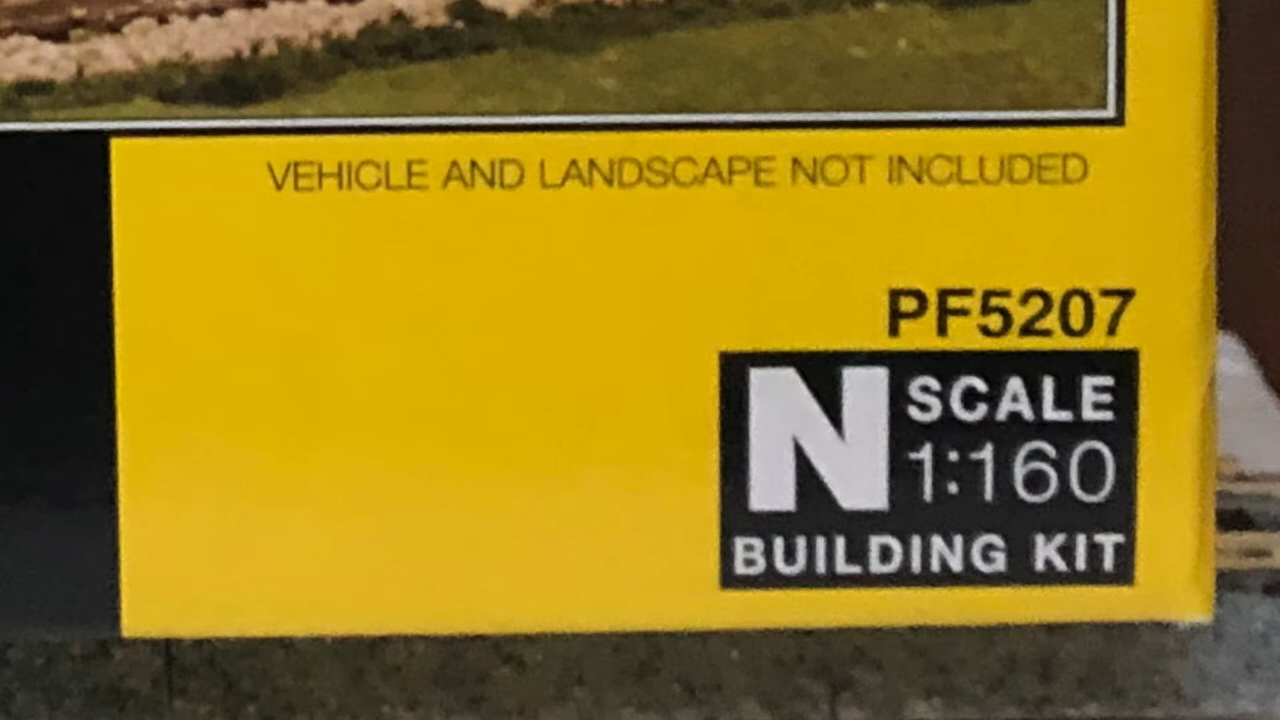 VEHICLE AND LANDSCAPE NOT INCLUDED
PF5207
N SCALE
1:160
BUILDING KIT